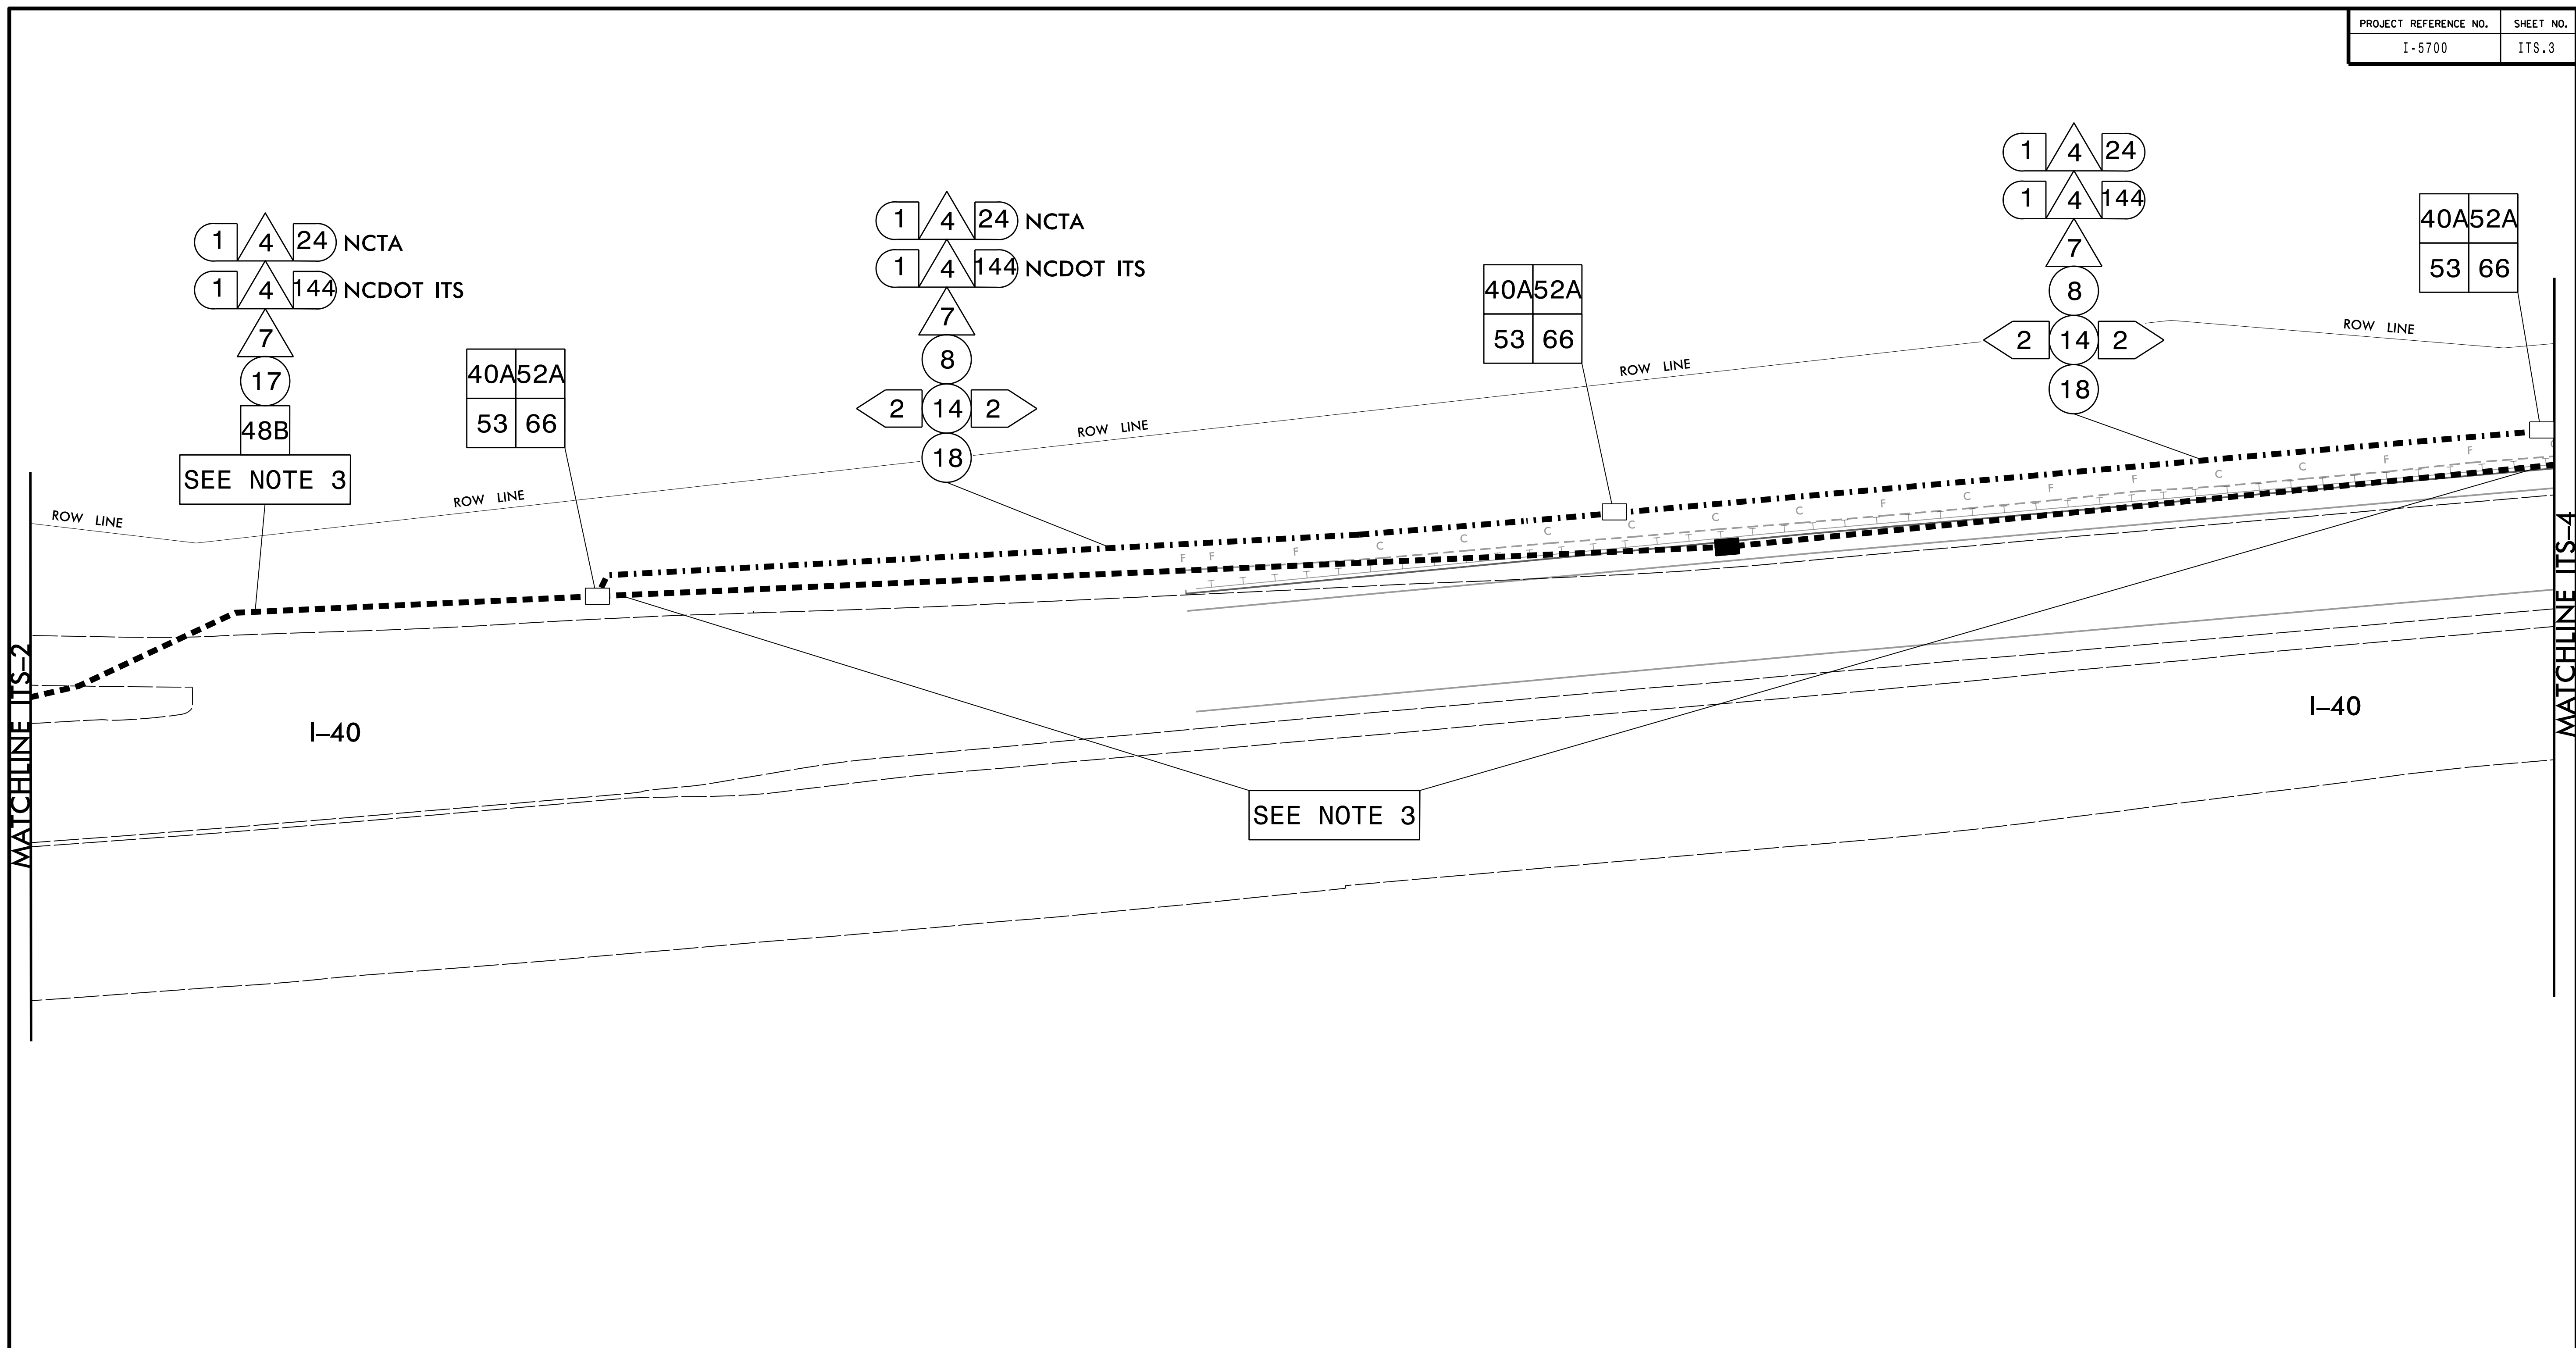 PROJECT REFERENCE NO. SHEET NO.
I-5700 ITS.3
1 4 24 NCTA
1 4 144 NCDOT ITS
7
17
48B
SEE NOTE 3
40A 52A
53 66
1 4 24 NCTA
1 4 144 NCDOT ITS
7
8
2 14 2
18
40A 52A
53 66
1 4 24
1 4 144
7
8
2 14 2
18
40A 52A
53 66
ROW LINE
ROW LINE
ROW LINE
ROW LINE
ROW LINE
F F F C C C C C C F C F F C C F F
T T T T T T T T T T T T T T T T T T T T T T T T T T T T T T T T T T T T T T T T T T T
MATCHLINE ITS–2
I–40
SEE NOTE 3
I–40
MATCHLINE ITS–4